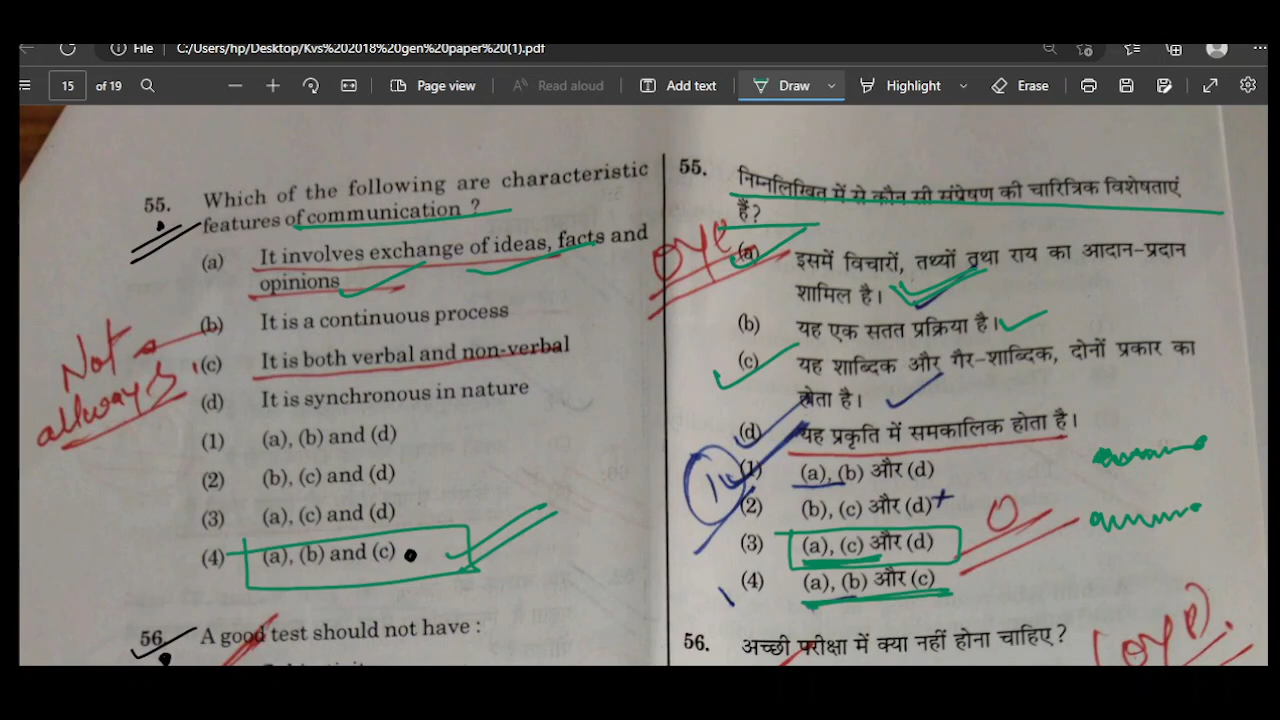 File C:/Users/hp/Desktop/Kvs%202018%20gen%20paper%20(1).pdf
15 of 19 Page view Read aloud Add text Draw Highlight Erase
55. Which of the following are characteristic
features of communication ?
(a) It involves exchange of ideas, facts and
opinions
(b) It is a continuous process
(c) It is both verbal and non-verbal
(d) It is synchronous in nature
(1) (a), (b) and (d)
(2) (b), (c) and (d)
(3) (a), (c) and (d)
(4) (a), (b) and (c)
56. A good test should not have :
Not
allways
55. निम्नलिखित में से कौन सी संप्रेषण की चारित्रिक विशेषताएं
हैं?
(a) इसमें विचारों, तथ्यों तथा राय का आदान-प्रदान
शामिल है।
(b) यह एक सतत प्रक्रिया है।
(c) यह शाब्दिक और गैर-शाब्दिक, दोनों प्रकार का
होता है।
(d) यह प्रकृति में समकालिक होता है।
(1) (a), (b) और (d)
(2) (b), (c) और (d)
(3) (a), (c) और (d)
(4) (a), (b) और (c)
56. अच्छी परीक्षा में क्या नहीं होना चाहिए?